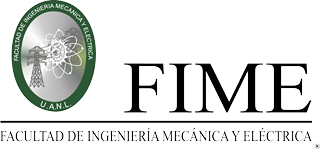 FACULTAD DE INGENIERIA MECANICA Y ELECTRICA
U.A.N.L.
FIME
FACULTAD DE INGENIERÍA MECÁNICA Y ELÉCTRICA
®